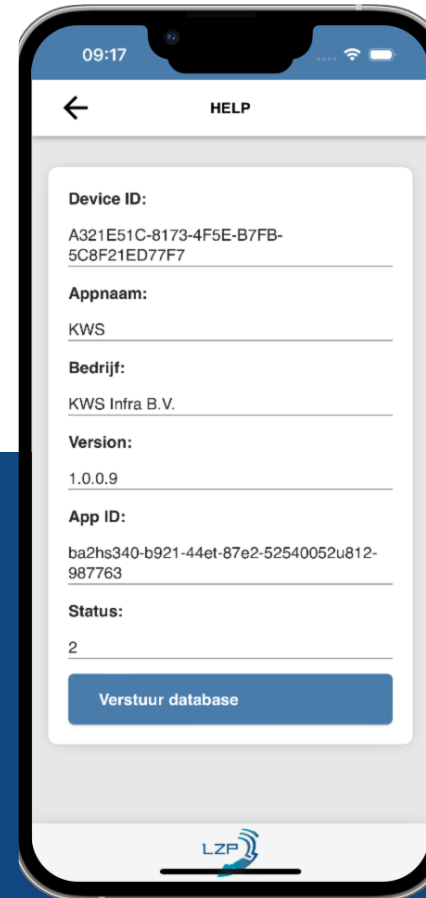 09:17
HELP
Device ID:
A321E51C-8173-4F5E-B7FB-
5C8F21ED77F7
Appnaam:
KWS
Bedrijf:
KWS Infra B.V.
Version:
1.0.0.9
App ID:
ba2hs340-b921-44et-87e2-52540052u812-
987763
Status:
2
Verstuur database
LZP